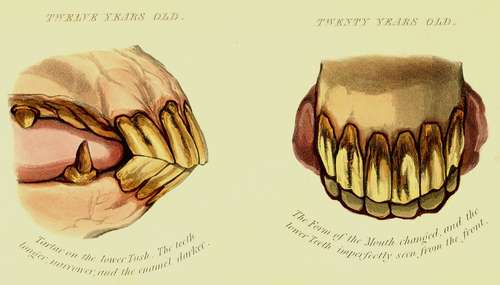 TWELVE YEARS OLD.
Tartar on the lower Tush. The teeth
longer, narrower, and the enamel darker.
TWENTY YEARS OLD.
The Form of the Mouth changed, and the
lower Teeth imperfectly seen from the front.